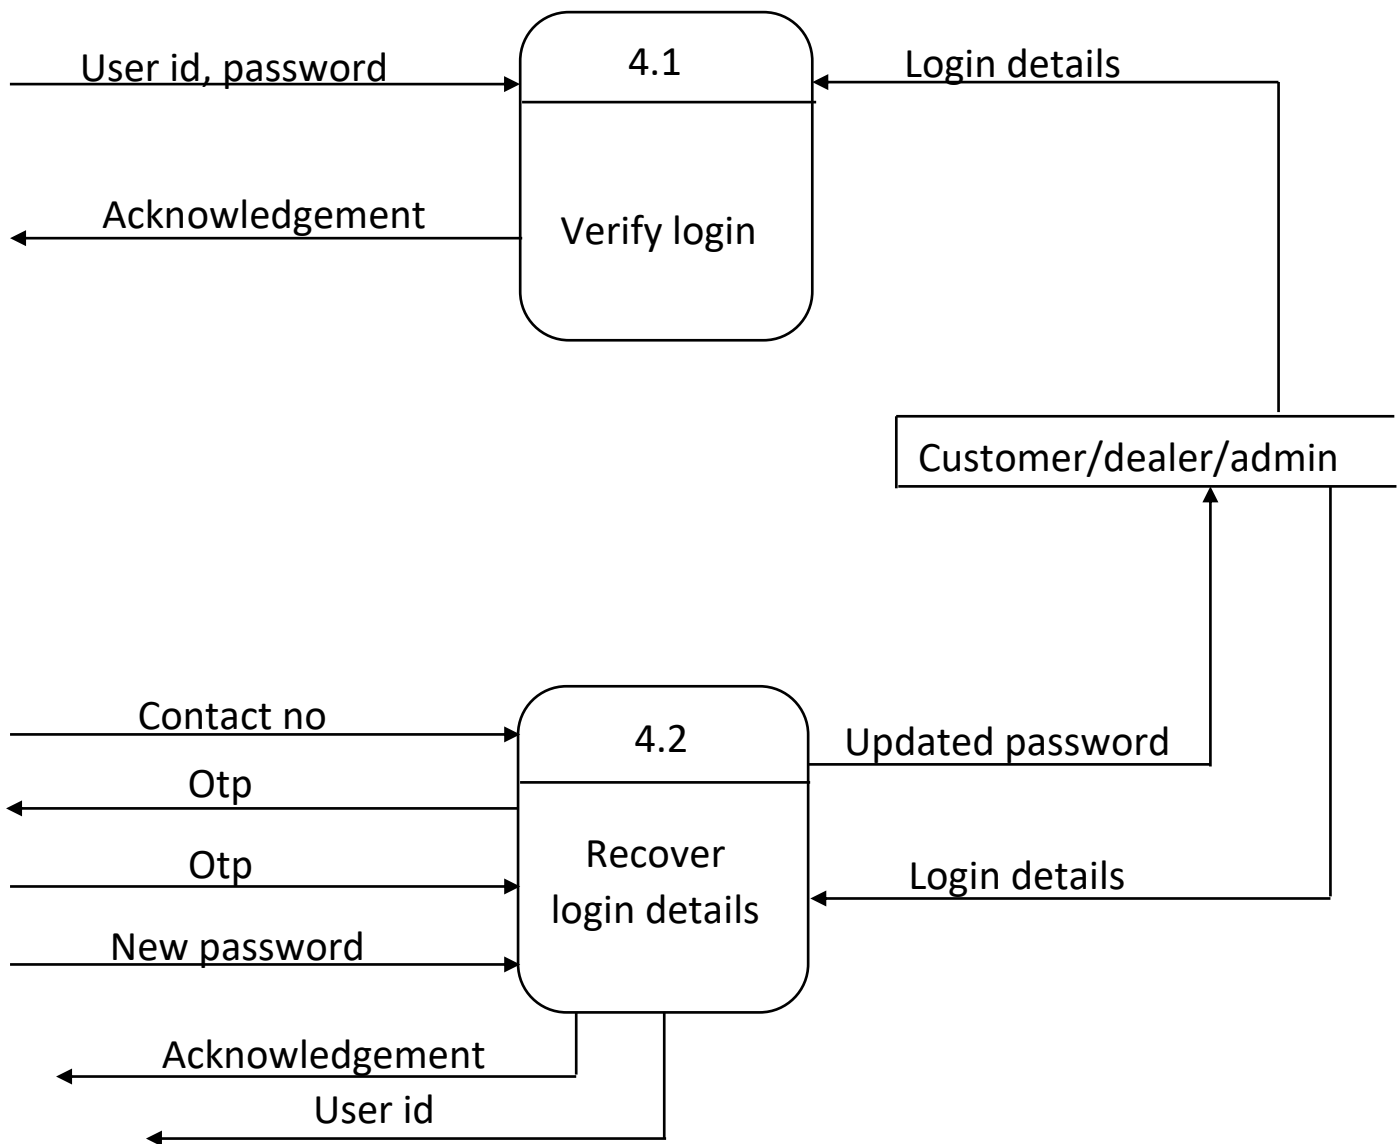 User id, password
4.1
Login details
Acknowledgement
Verify login
Customer/dealer/admin
Contact no
4.2
Updated password
Otp
Otp
Recover
login details
Login details
New password
Acknowledgement
User id